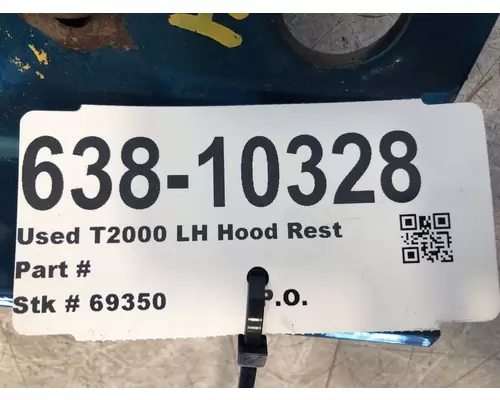 638-10328
Used T2000 LH Hood Rest
Part #
Stk # 69350 P.O.